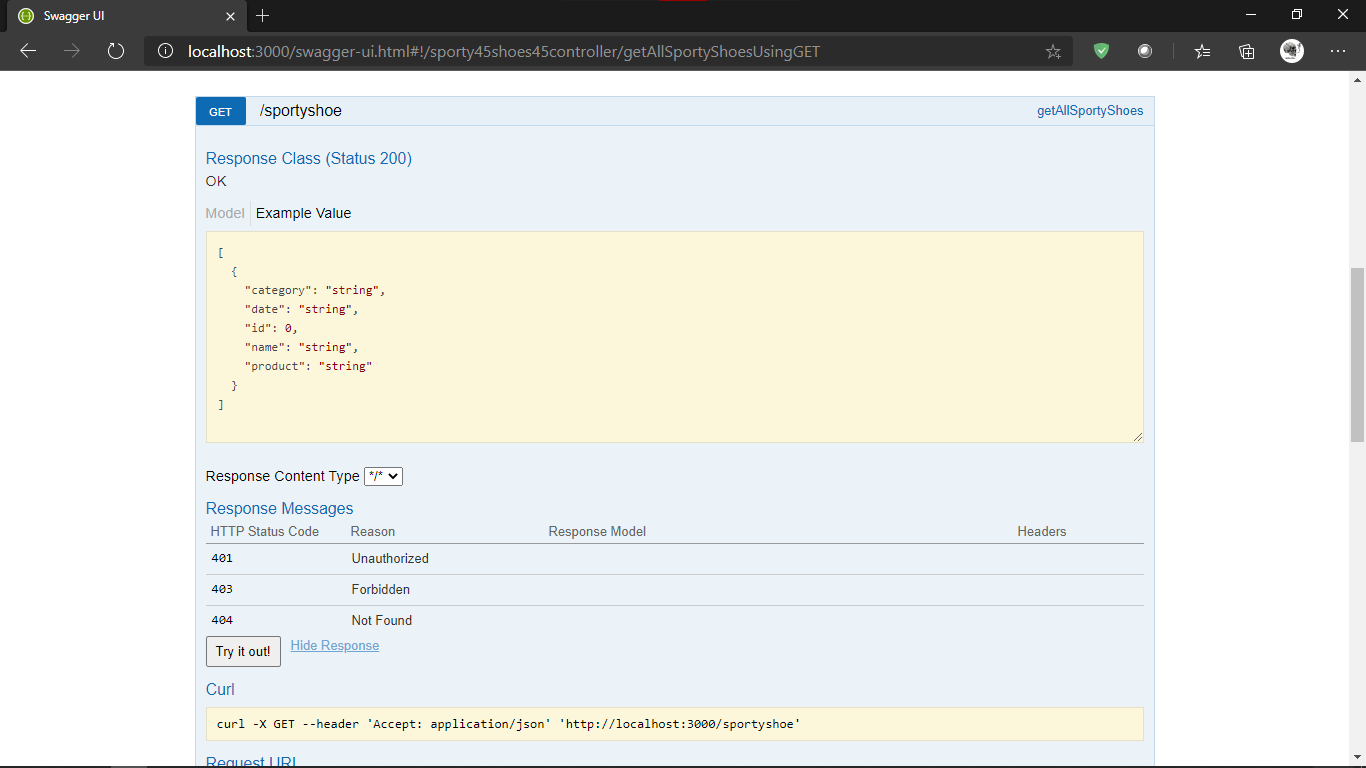 Swagger UI
localhost:3000/swagger-ui.html#!/sporty45shoes45controller/getAllSportyShoesUsingGET
GET /sportyshoe getAllSportyShoes
Response Class (Status 200)
OK
Model Example Value
[
{
"category": "string",
"date": "string",
"id": 0,
"name": "string",
"product": "string"
}
]
Response Content Type */*
Response Messages
HTTP Status Code Reason Response Model Headers
401 Unauthorized
403 Forbidden
404 Not Found
Try it out! Hide Response
Curl
curl -X GET --header 'Accept: application/json' 'http://localhost:3000/sportyshoe'
Request URL